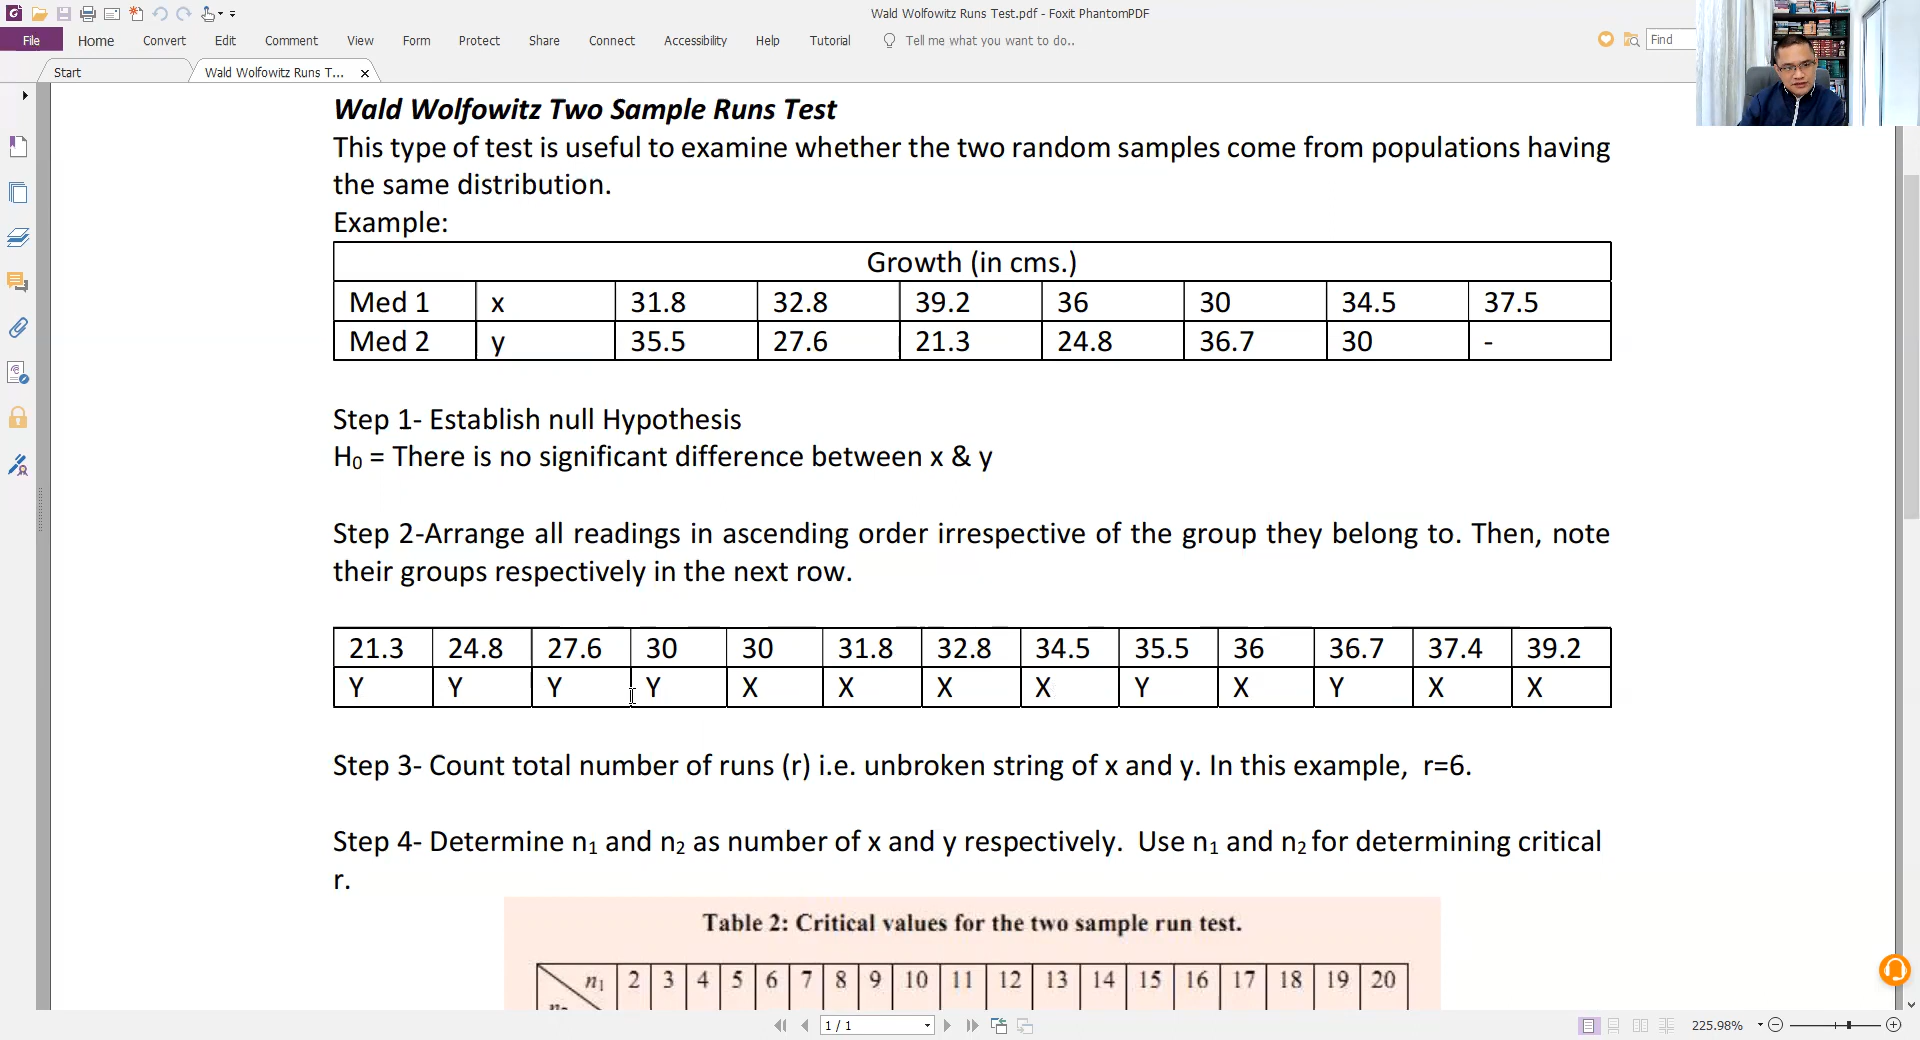 Wald Wolfowitz Runs Test.pdf - Foxit PhantomPDF
File Home Convert Edit Comment View Form Protect Share Connect Accessibility Help Tutorial Tell me what you want to do.. Find
Start Wald Wolfowitz Runs T...
Wald Wolfowitz Two Sample Runs Test
This type of test is useful to examine whether the two random samples come from populations having
the same distribution.
Example:
Growth (in cms.)
Med 1 x 31.8 32.8 39.2 36 30 34.5 37.5
Med 2 y 35.5 27.6 21.3 24.8 36.7 30 -
Step 1- Establish null Hypothesis
H₀ = There is no significant difference between x & y
Step 2-Arrange all readings in ascending order irrespective of the group they belong to. Then, note
their groups respectively in the next row.
21.3 24.8 27.6 30 30 31.8 32.8 34.5 35.5 36 36.7 37.4 39.2
Y Y Y Y X X X X Y X Y X X
Step 3- Count total number of runs (r) i.e. unbroken string of x and y. In this example, r=6.
Step 4- Determine n₁ and n₂ as number of x and y respectively. Use n₁ and n₂ for determining critical
r.
Table 2: Critical values for the two sample run test.
n₁ 2 3 4 5 6 7 8 9 10 11 12 13 14 15 16 17 18 19 20
1 / 1 225.98%